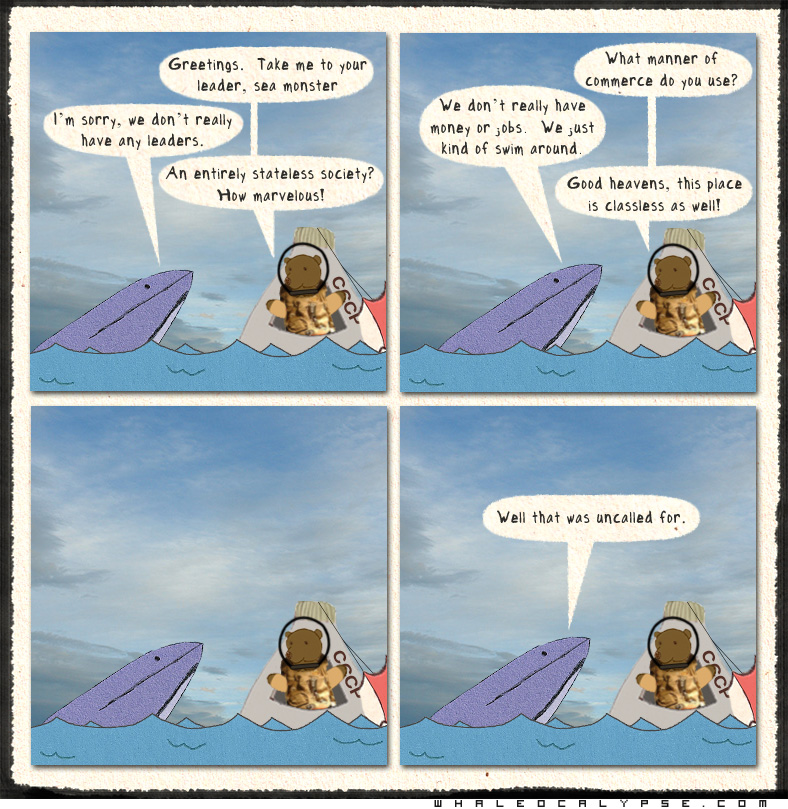 Greetings. Take me to your
leader, sea monster
I'm sorry, we don't really
have any leaders.
An entirely stateless society?
How marvelous!
CCCP
What manner of
commerce do you use?
We don't really have
money or jobs. We just
kind of swim around.
Good heavens, this place
is classless as well!
CCCP
CCCP
Well that was uncalled for.
CCCP
WHALEOCALYPSE.COM